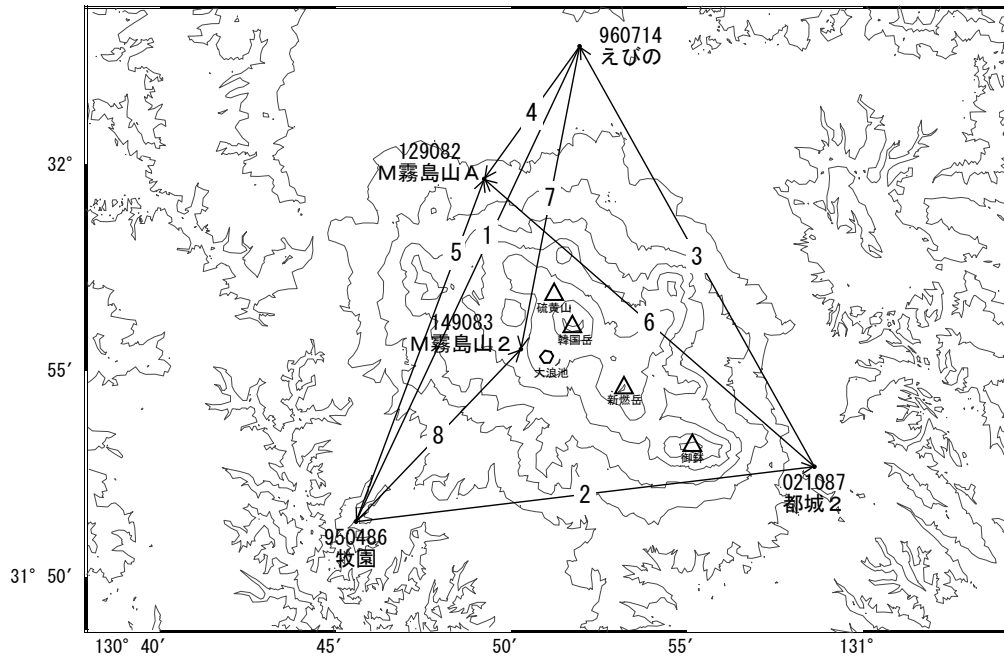 960714
えびの
4
129082
M霧島山A
32°
7
5
1
3
硫黄山
149083
M霧島山2
韓国岳
6
55′
大浪池
新燃岳
8
御鉢
2
021087
都城2
950486
牧園
31° 50′
130° 40′
45′
50′
55′
131°